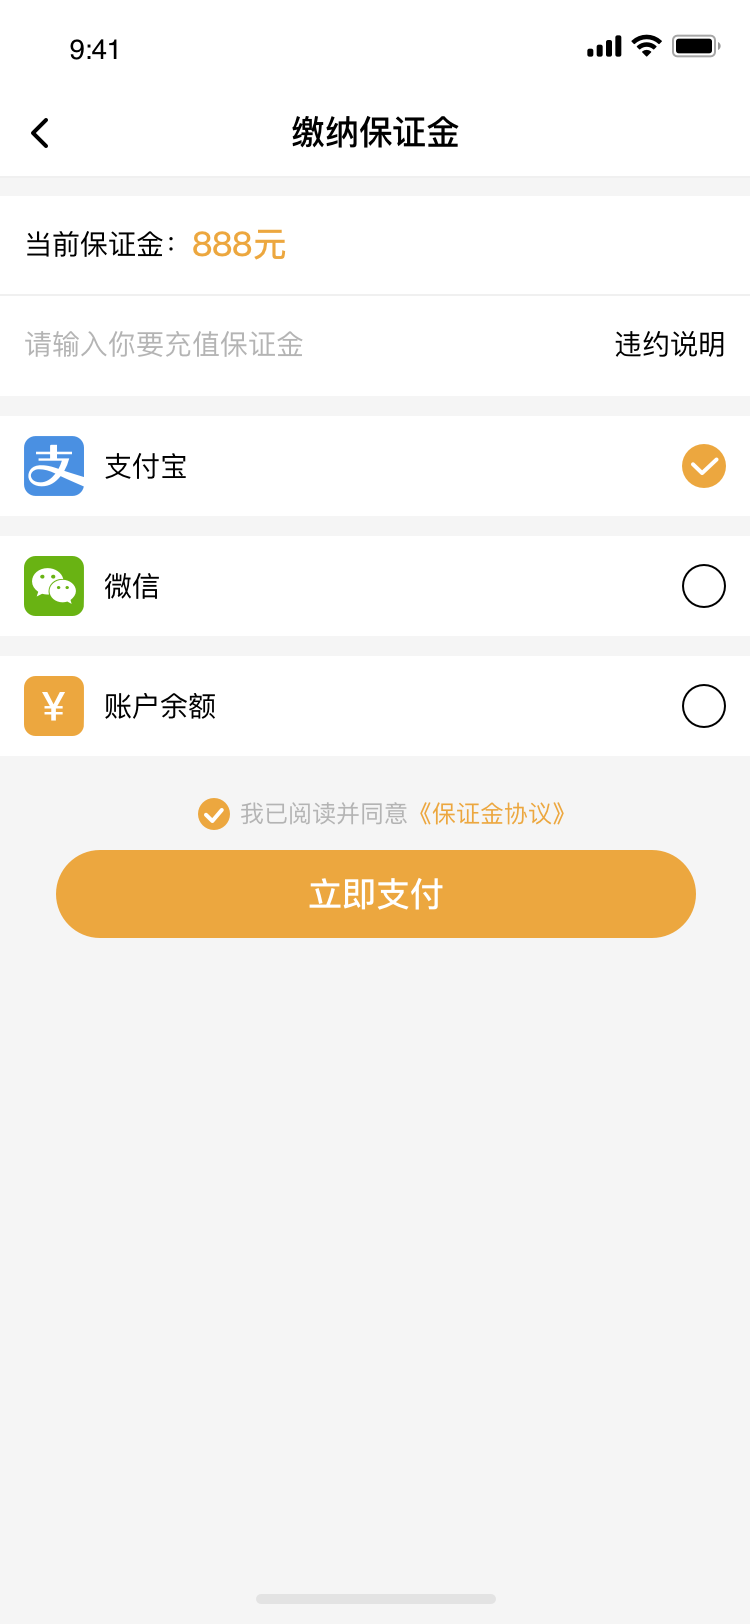 9:41
缴纳保证金
当前保证金：888元
请输入你要充值保证金 违约说明
支 支付宝
微信
¥ 账户余额
我已阅读并同意《保证金协议》
立即支付